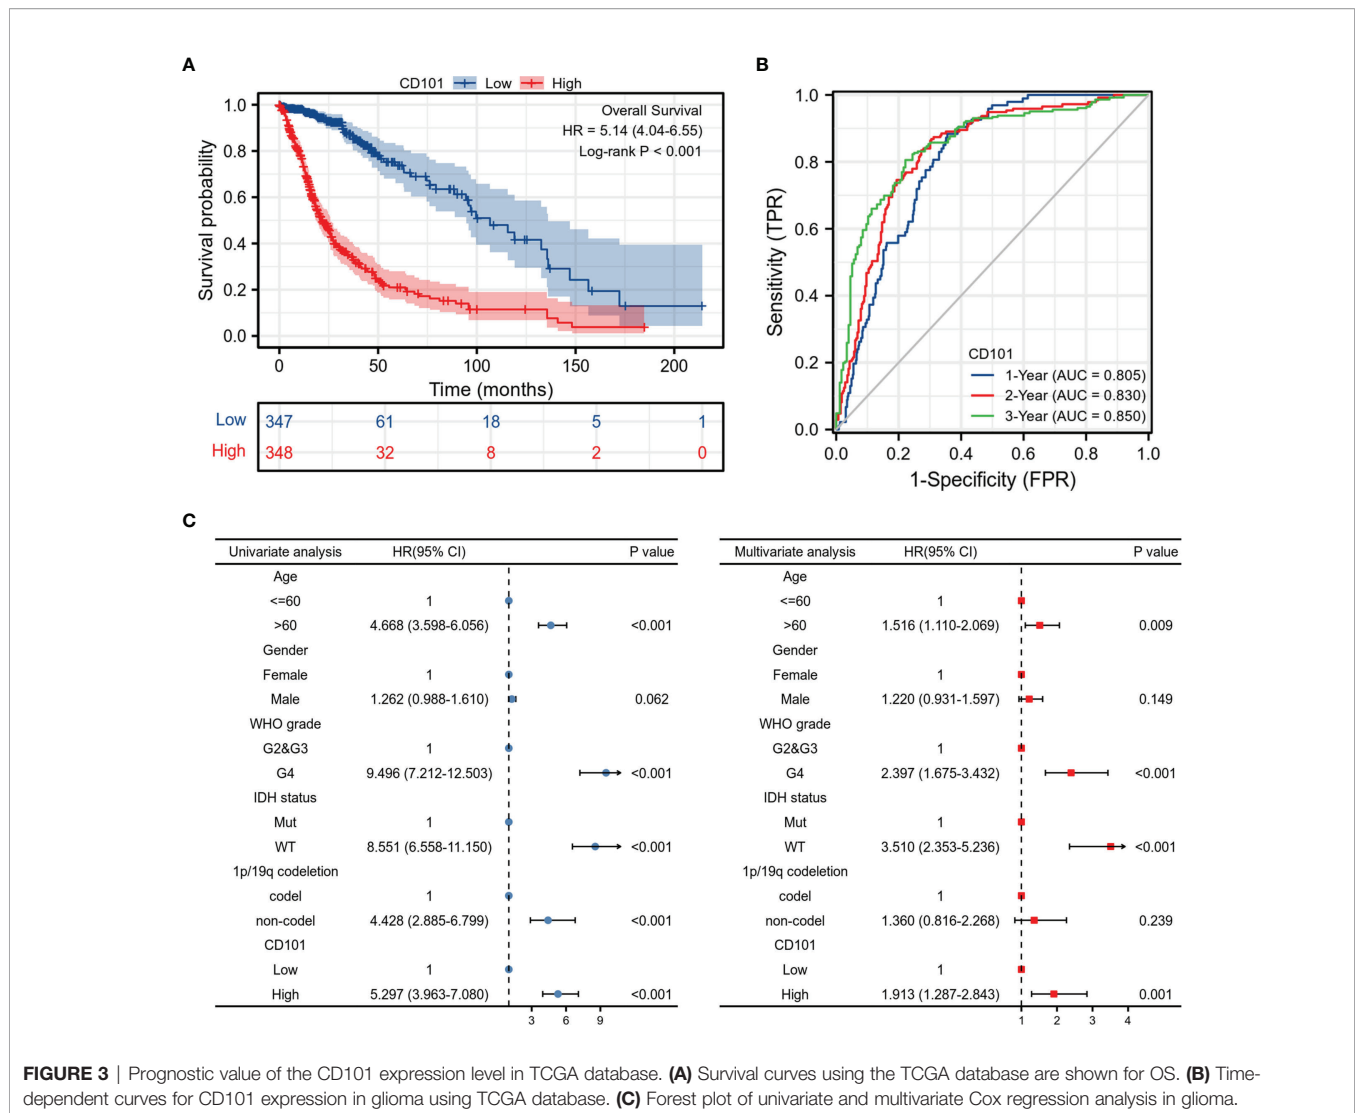 A
CD101 Low High
Overall Survival
HR = 5.14 (4.04-6.55)
Log-rank P < 0.001
Survival probability
1.0
0.8
0.6
0.4
0.2
0.0
0 50 100 150 200
Time (months)
Low 347 61 18 5 1
High 348 32 8 2 0
B
Sensitivity (TPR)
1.0
0.8
0.6
0.4
0.2
0.0
CD101
1-Year (AUC = 0.805)
2-Year (AUC = 0.830)
3-Year (AUC = 0.850)
0.0 0.2 0.4 0.6 0.8 1.0
1-Specificity (FPR)
C
Univariate analysis HR(95% CI) P value
Age
<=60 1
>60 4.668 (3.598-6.056) <0.001
Gender
Female 1
Male 1.262 (0.988-1.610) 0.062
WHO grade
G2&G3 1
G4 9.496 (7.212-12.503) <0.001
IDH status
Mut 1
WT 8.551 (6.558-11.150) <0.001
1p/19q codeletion
codel 1
non-codel 4.428 (2.885-6.799) <0.001
CD101
Low 1
High 5.297 (3.963-7.080) <0.001
3 6 9
Multivariate analysis HR(95% CI) P value
Age
<=60 1
>60 1.516 (1.110-2.069) 0.009
Gender
Female 1
Male 1.220 (0.931-1.597) 0.149
WHO grade
G2&G3 1
G4 2.397 (1.675-3.432) <0.001
IDH status
Mut 1
WT 3.510 (2.353-5.236) <0.001
1p/19q codeletion
codel 1
non-codel 1.360 (0.816-2.268) 0.239
CD101
Low 1
High 1.913 (1.287-2.843) 0.001
1 2 3 4
FIGURE 3 | Prognostic value of the CD101 expression level in TCGA database. (A) Survival curves using the TCGA database are shown for OS. (B) Time-
dependent curves for CD101 expression in glioma using TCGA database. (C) Forest plot of univariate and multivariate Cox regression analysis in glioma.